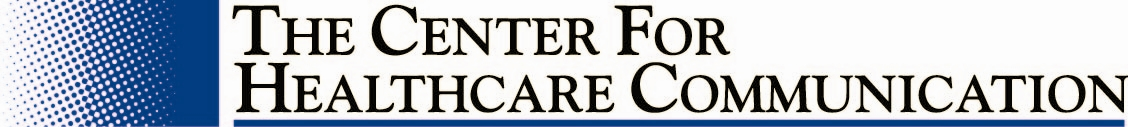 THE CENTER FOR
HEALTHCARE COMMUNICATION